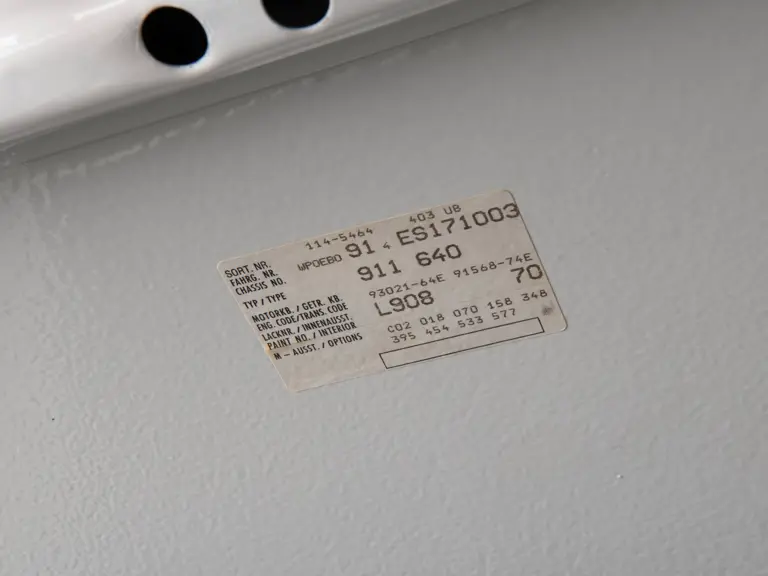 114-5464 403 U8
SORT. NR.
FAHRG. NR. WPOEBO 91 4 ES171003
CHASSIS NO.
TYP / TYPE 911 640
MOTORKB. / GETR. KB. 93021-64E 91568-74E
ENG. CODE/TRANS. CODE
LACKNR. / INNENAUSST. L908 70
PAINT NO. / INTERIOR
M – AUSST. / OPTIONS C02 018 070 158 348
395 454 533 577